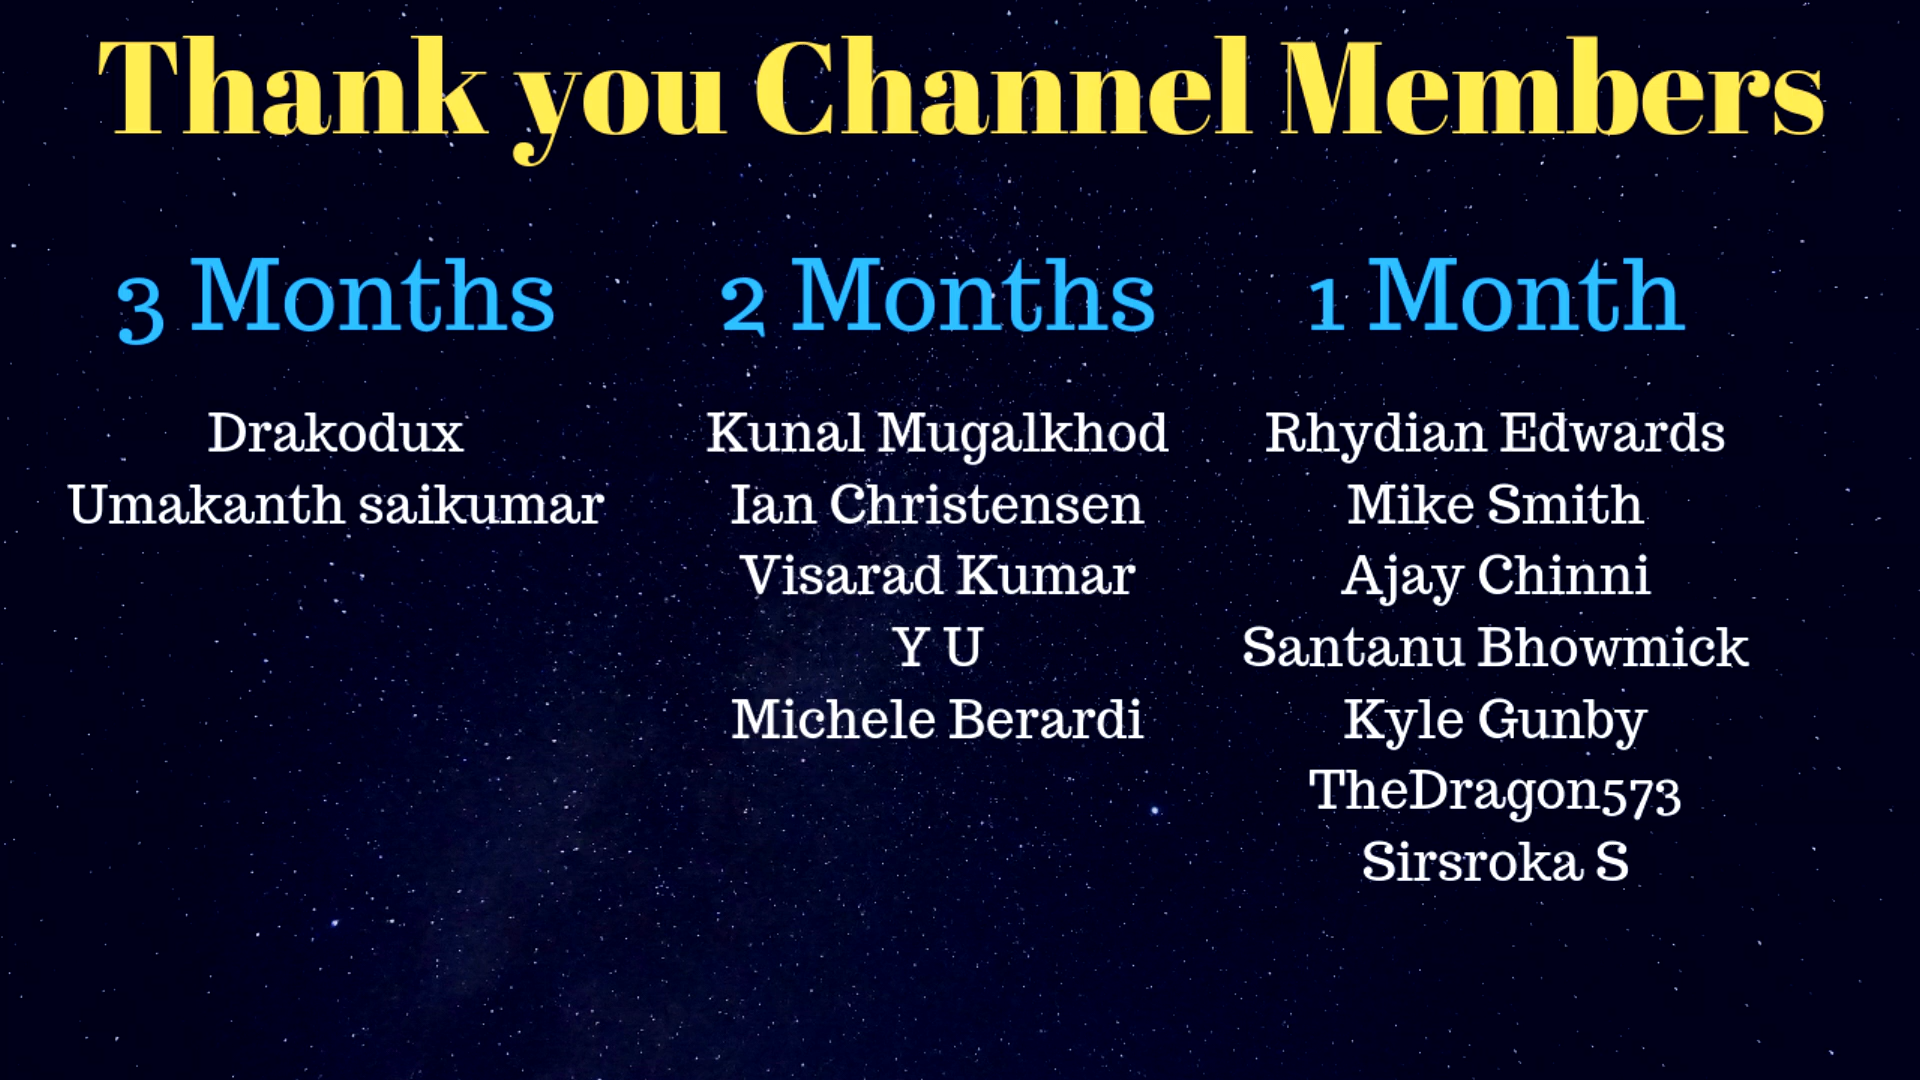 Thank you Channel Members
3 Months
Drakodux
Umakanth saikumar
2 Months
Kunal Mugalkhod
Ian Christensen
Visarad Kumar
Y U
Michele Berardi
1 Month
Rhydian Edwards
Mike Smith
Ajay Chinni
Santanu Bhowmick
Kyle Gunby
TheDragon573
Sirsroka S